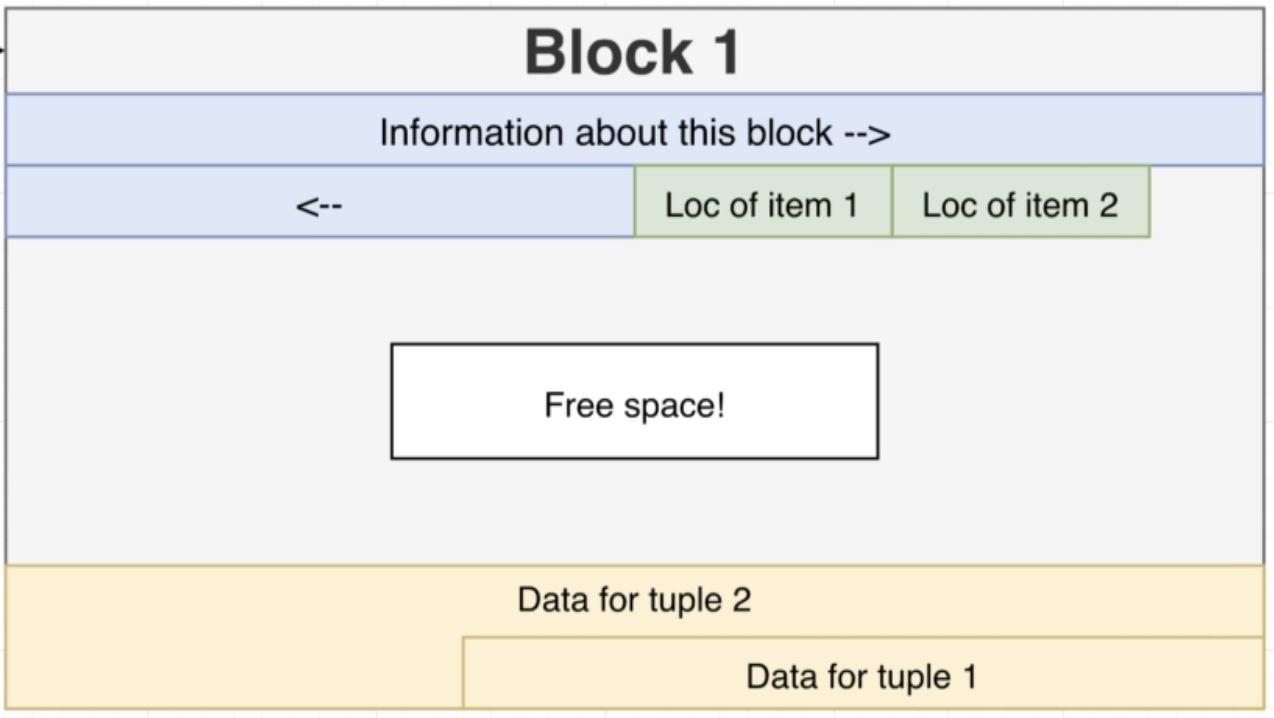 Block 1
Information about this block -->
<--
Loc of item 1
Loc of item 2
Free space!
Data for tuple 2
Data for tuple 1